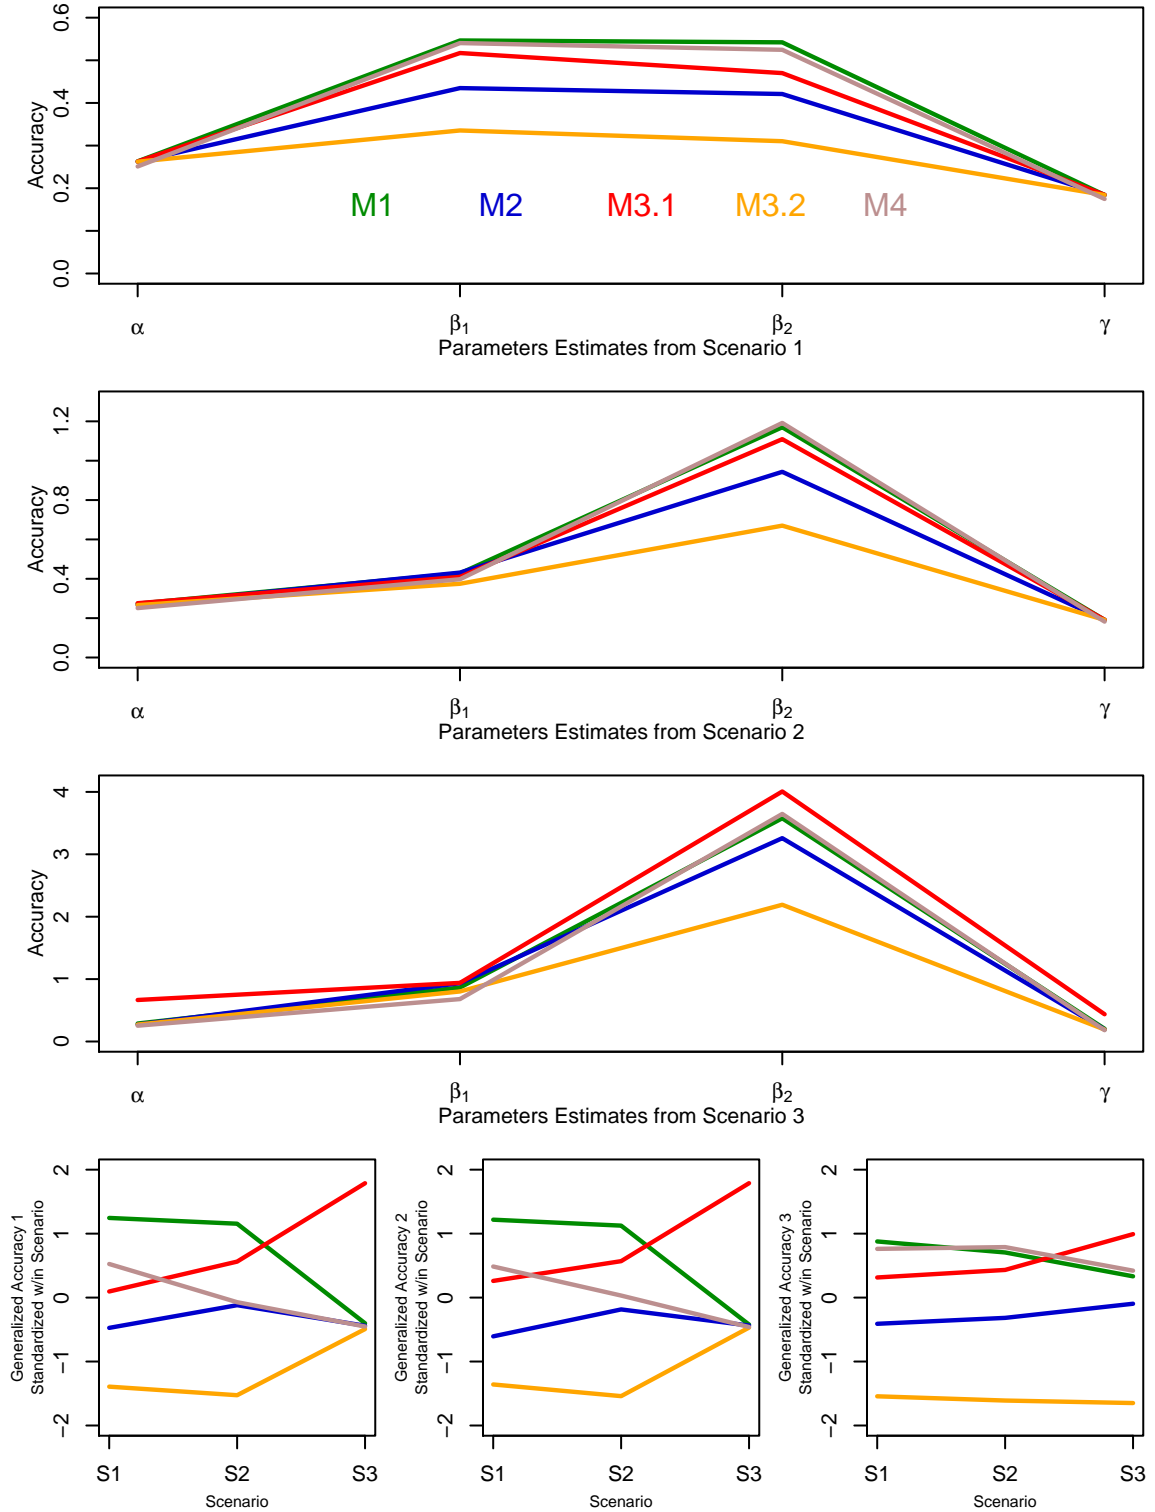 0.6
0.4
0.2
0.0
Accuracy
M1 M2 M3.1 M3.2 M4
α β1 β2 γ
Parameters Estimates from Scenario 1
1.2
0.8
0.4
0.0
Accuracy
α β1 β2 γ
Parameters Estimates from Scenario 2
4
3
2
1
0
Accuracy
α β1 β2 γ
Parameters Estimates from Scenario 3
Generalized Accuracy 1
Standardized w/in Scenario
2
1
0
−1
−2
S1 S2 S3
Scenario
Generalized Accuracy 2
Standardized w/in Scenario
2
1
0
−1
−2
S1 S2 S3
Scenario
Generalized Accuracy 3
Standardized w/in Scenario
2
1
0
−1
−2
S1 S2 S3
Scenario